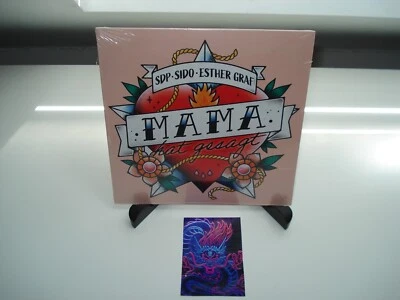 SDP · SIDO · ESTHER GRAF
· MAMA ·
hat gesagt